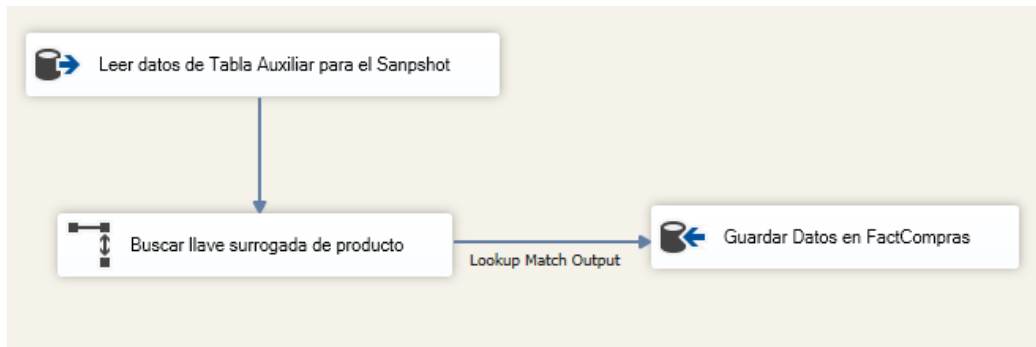 Leer datos de Tabla Auxiliar para el Sanpshot
Buscar llave surrogada de producto
Lookup Match Output
Guardar Datos en FactCompras